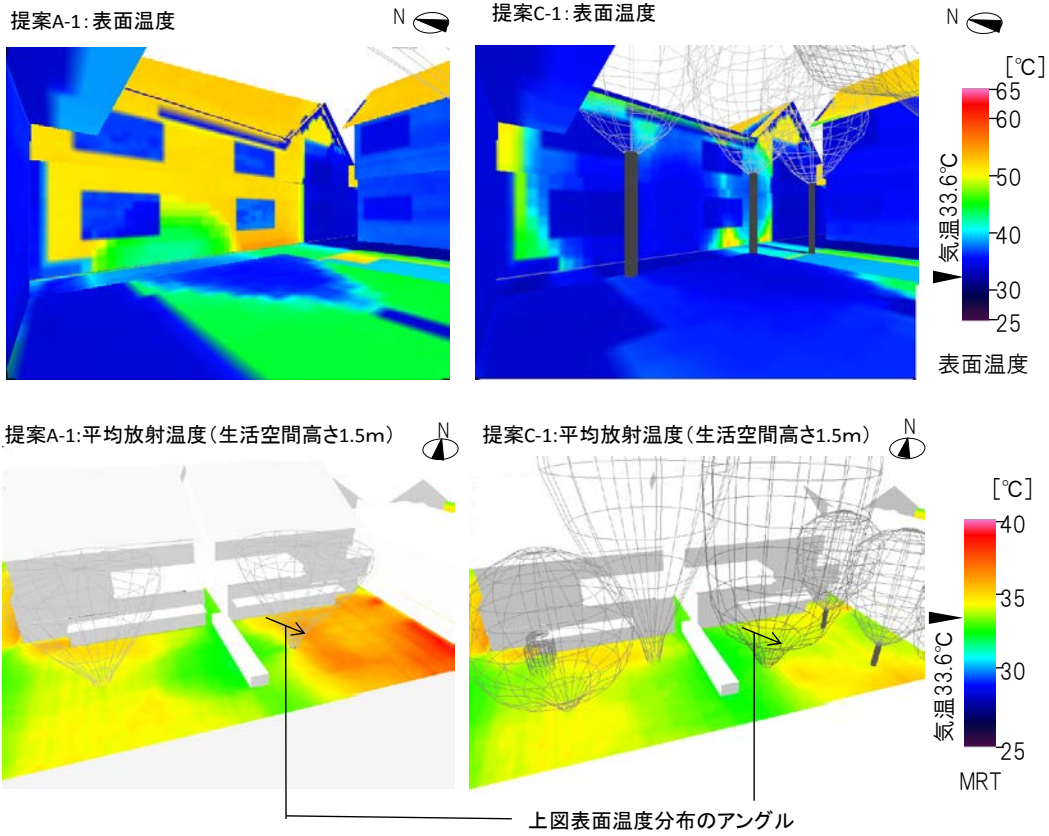 提案A-1：表面温度
N
提案C-1：表面温度
N
[℃]
65
60
50
40
30
25
気温33.6℃
表面温度
提案A-1:平均放射温度（生活空間高さ1.5m）
N
提案C-1:平均放射温度（生活空間高さ1.5m）
N
[℃]
40
35
30
25
気温33.6℃
MRT
上図表面温度分布のアングル